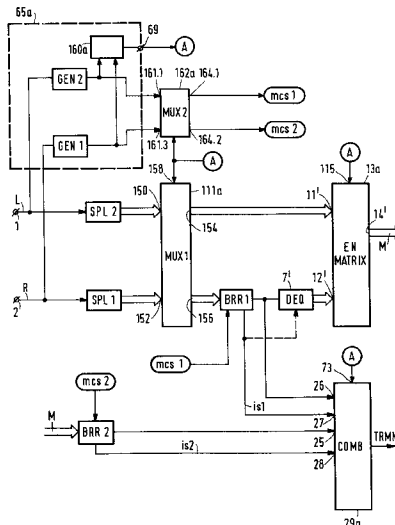 65a
160a
69
A
GEN 2
161.1
162a
164.1
MUX 2
mcs 1
GEN 1
161.3
164.2
mcs 2
158
A
A
L
1
SPL 2
150
111a
154
11'
115
13a
14'
M
MUX 1
EN
MATRIX
R
2
SPL 1
152
156
BRR 1
7'
DEQ
12'
mcs 1
A
mcs 2
is1
26
73
M
BRR 2
27
25
28
COMB
TRMM
is2
29a